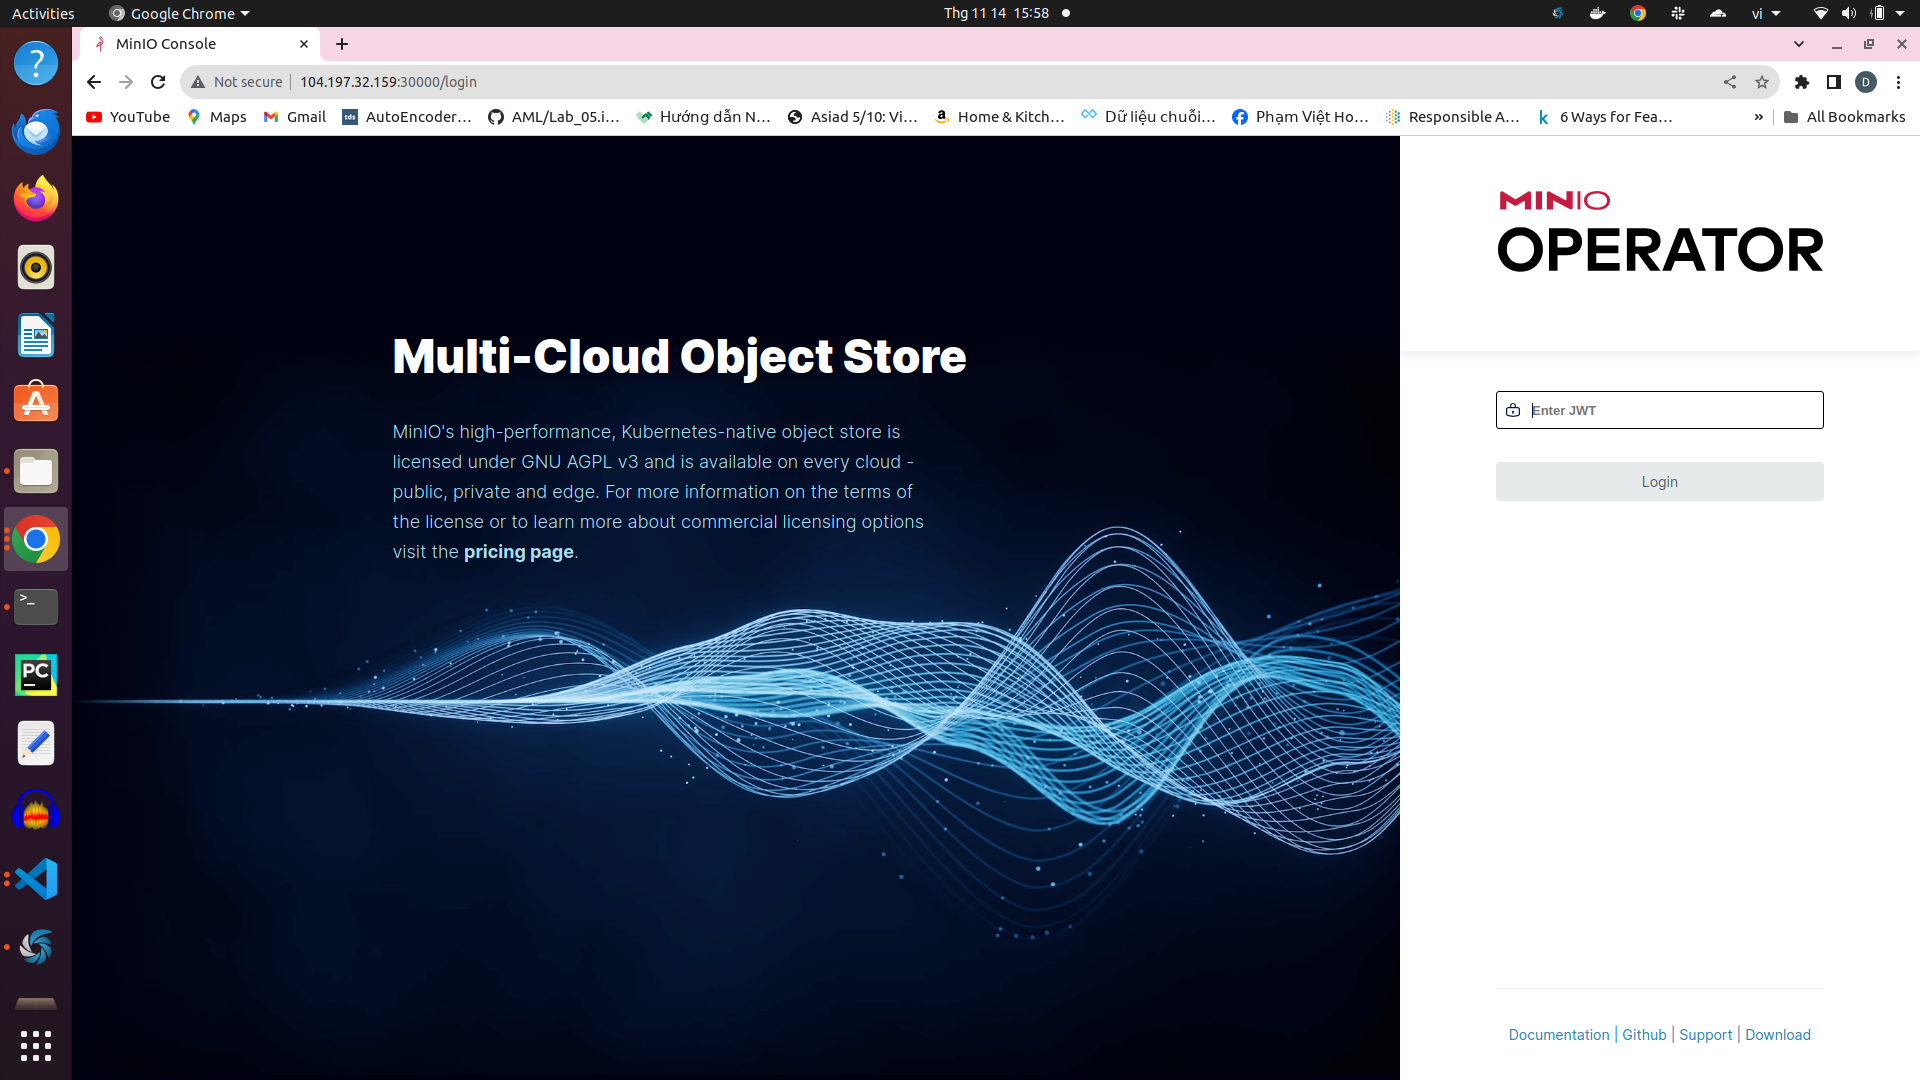 Activities
Google Chrome
Thg 11 14 15:58
vi
MinIO Console
Not secure
104.197.32.159:30000/login
D
YouTube
Maps
Gmail
tds
AutoEncoder...
AML/Lab_05.i...
Hướng dẫn N...
Asiad 5/10: Vi...
Home & Kitch...
Dữ liệu chuỗi...
Phạm Việt Ho...
Responsible A...
6 Ways for Fea...
»
All Bookmarks
MINIO
OPERATOR
Multi-Cloud Object Store
MinIO's high-performance, Kubernetes-native object store is
licensed under GNU AGPL v3 and is available on every cloud -
public, private and edge. For more information on the terms of
the license or to learn more about commercial licensing options
visit the pricing page.
Enter JWT
Login
PC
Documentation | Github | Support | Download